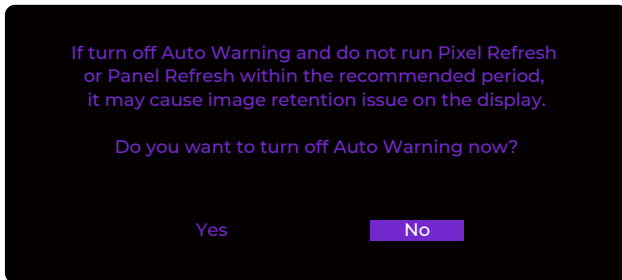 If turn off Auto Warning and do not run Pixel Refresh
or Panel Refresh within the recommended period,
it may cause image retention issue on the display.
Do you want to turn off Auto Warning now?
Yes No